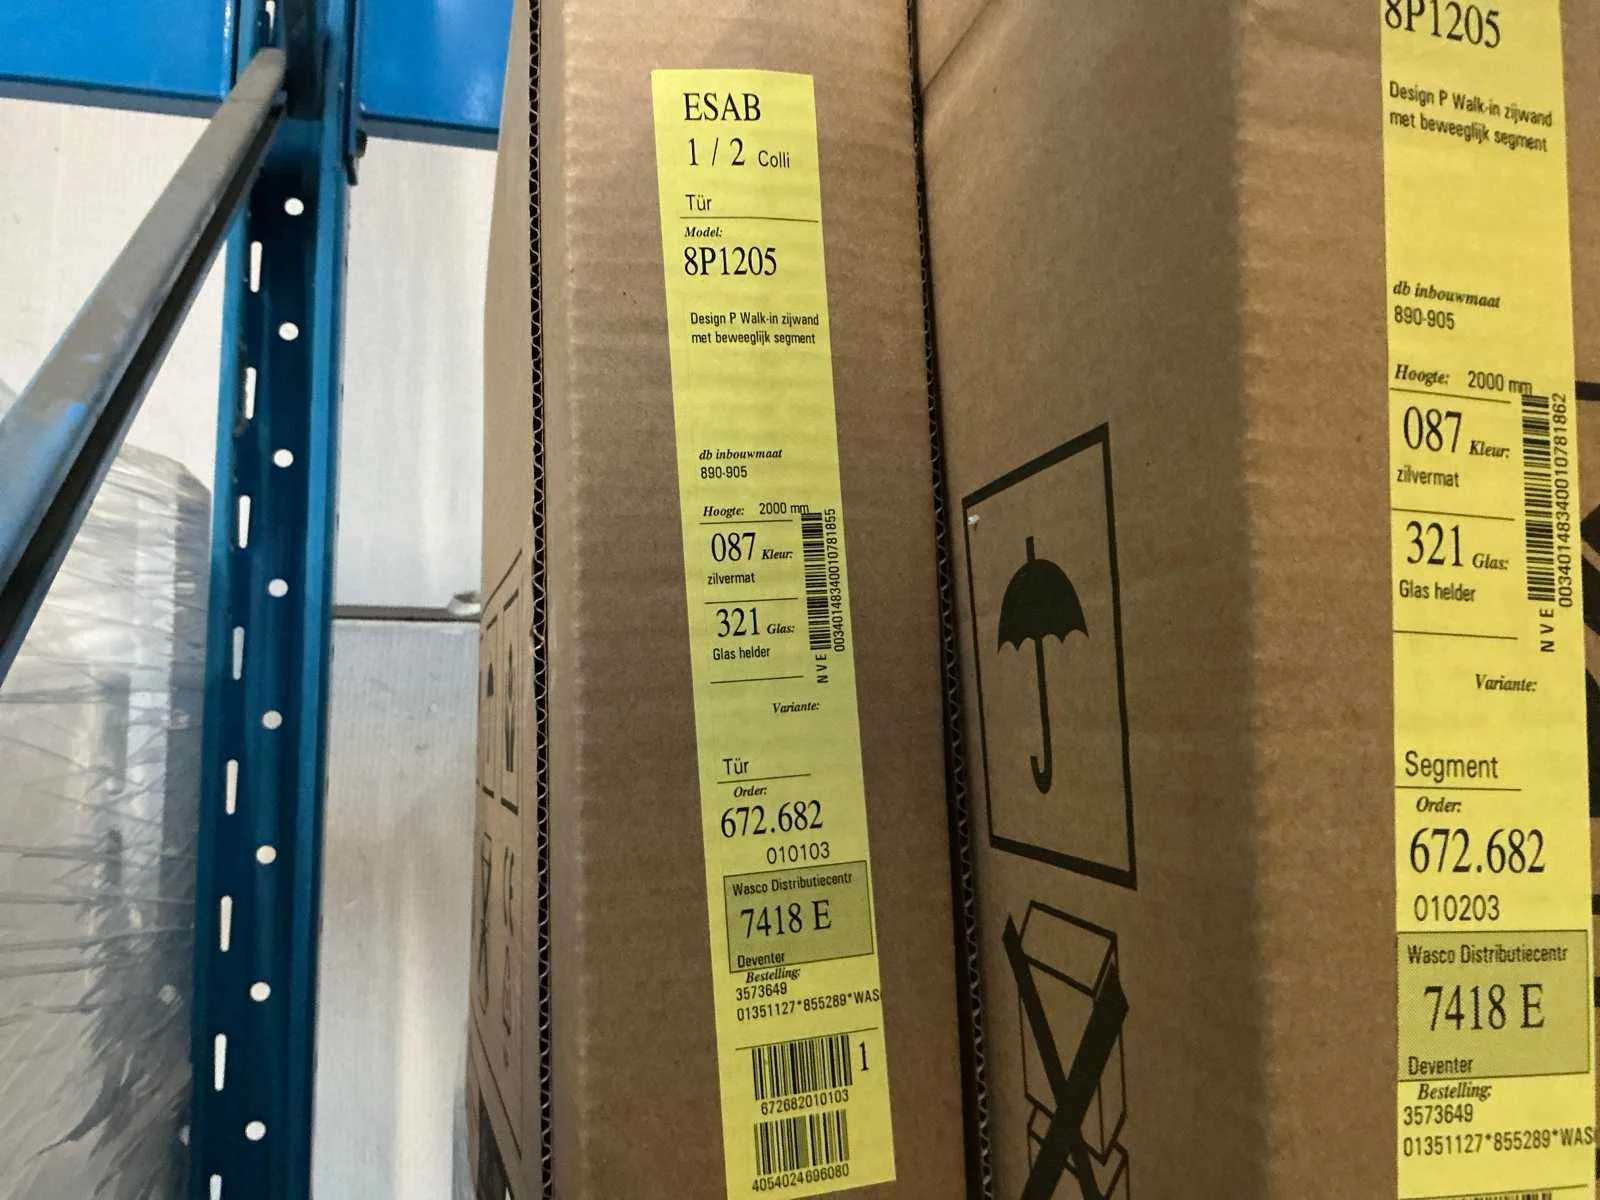 ESAB
1 / 2 Colli
Tür
Model:
8P1205
Design P Walk-in zijwand
met beweeglijk segment
db inbouwmaat
890-905
Hoogte: 2000 mm
087 Kleur:
zilvermat
321 Glas:
Glas helder
NVE
00340148340010781855
Variante:
Tür
Order:
672.682
010103
Wasco Distributiecentr
7418 E
Deventer
Bestelling:
3573649
01351127*855289*WAS
1
672682010103
4054024696080
8P1205
Design P Walk-in zijwand
met beweeglijk segment
db inbouwmaat
890-905
Hoogte: 2000 mm
087 Kleur:
zilvermat
321 Glas:
Glas helder
NVE
00340148340010781862
Variante:
Segment
Order:
672.682
010203
Wasco Distributiecentr
7418 E
Deventer
Bestelling:
3573649
01351127*855289*WAS